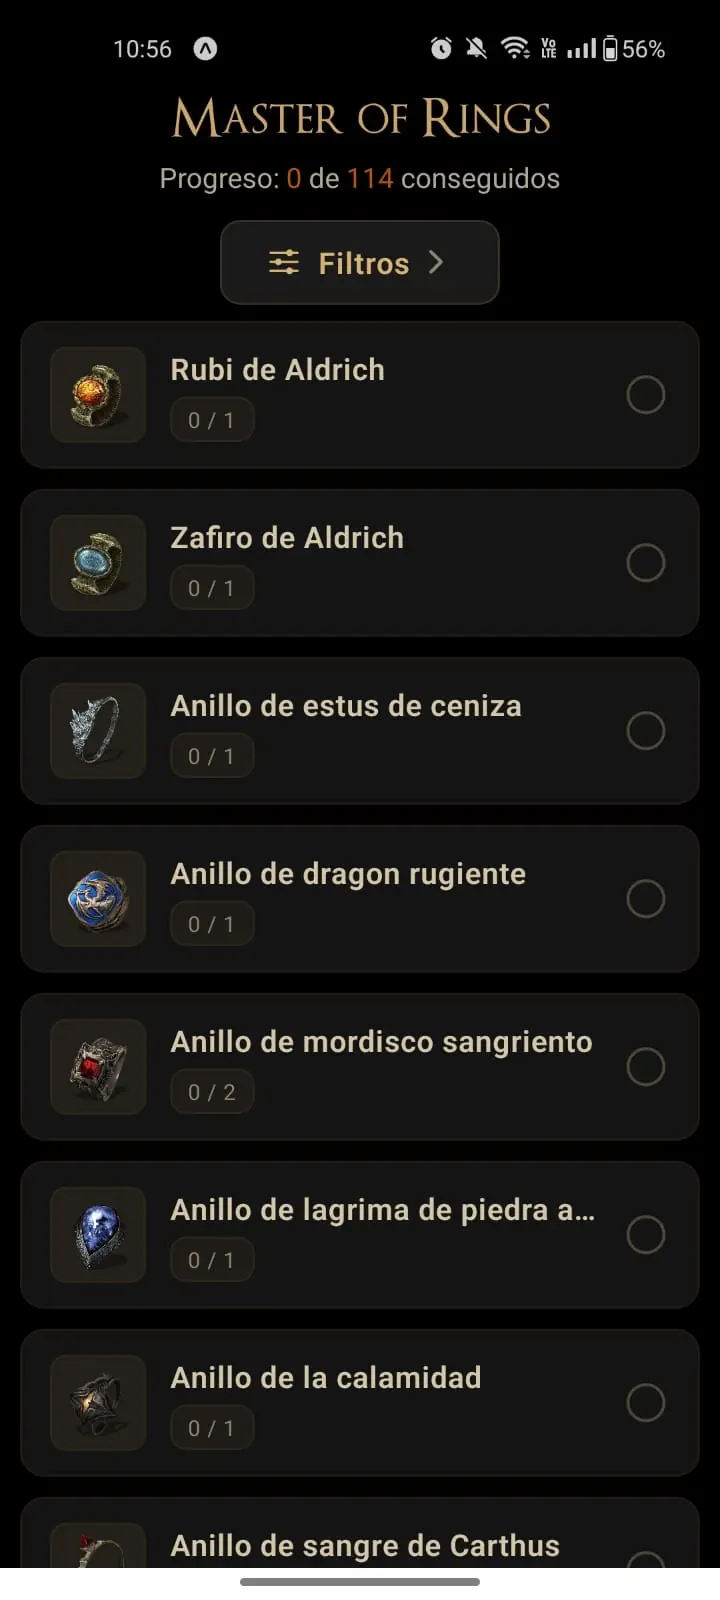 10:56 Vo LTE 56%
MASTER OF RINGS
Progreso: 0 de 114 conseguidos
Filtros
Rubi de Aldrich
0 / 1
Zafiro de Aldrich
0 / 1
Anillo de estus de ceniza
0 / 1
Anillo de dragon rugiente
0 / 1
Anillo de mordisco sangriento
0 / 2
Anillo de lagrima de piedra a...
0 / 1
Anillo de la calamidad
0 / 1
Anillo de sangre de Carthus